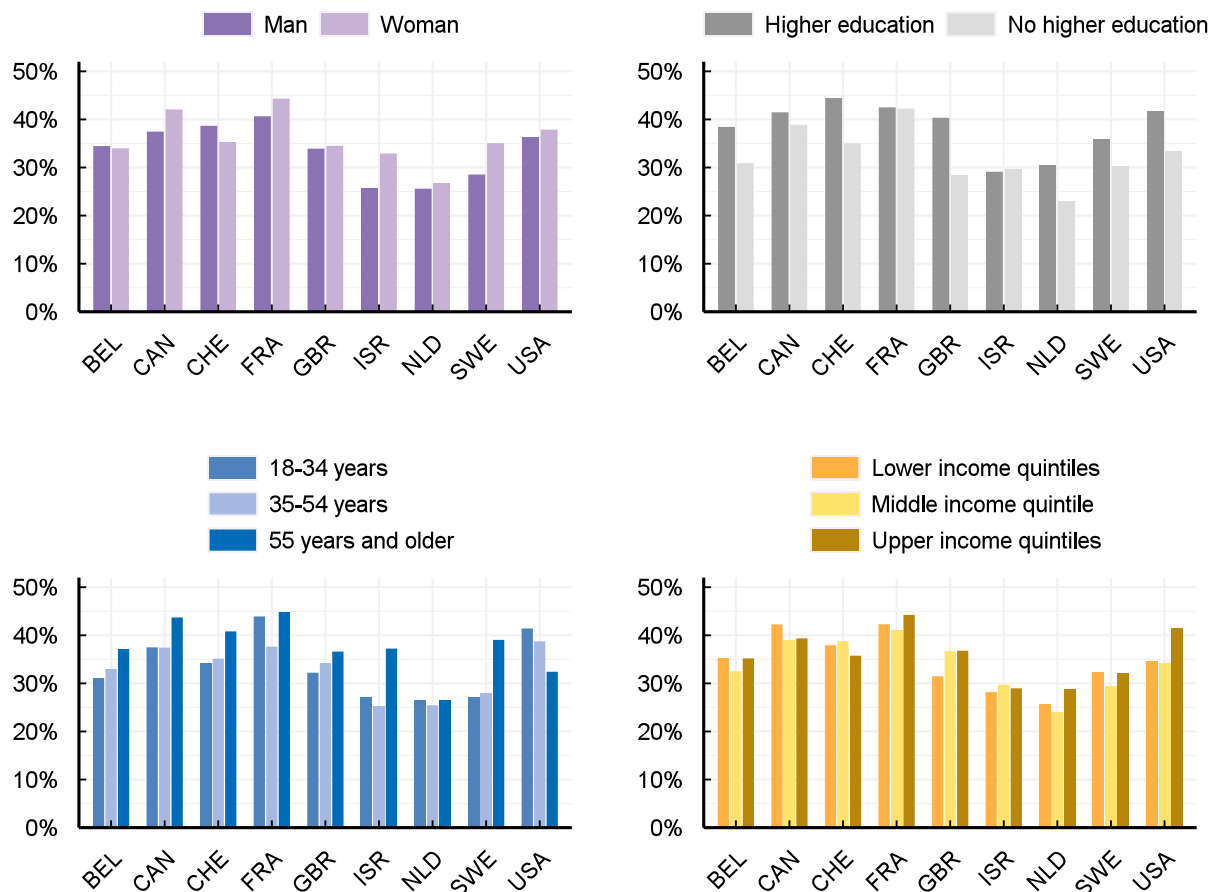 Man Woman
50%
40%
30%
20%
10%
0%
BEL CAN CHE FRA GBR ISR NLD SWE USA
Higher education No higher education
50%
40%
30%
20%
10%
0%
BEL CAN CHE FRA GBR ISR NLD SWE USA
18-34 years
35-54 years
55 years and older
50%
40%
30%
20%
10%
0%
BEL CAN CHE FRA GBR ISR NLD SWE USA
Lower income quintiles
Middle income quintile
Upper income quintiles
50%
40%
30%
20%
10%
0%
BEL CAN CHE FRA GBR ISR NLD SWE USA